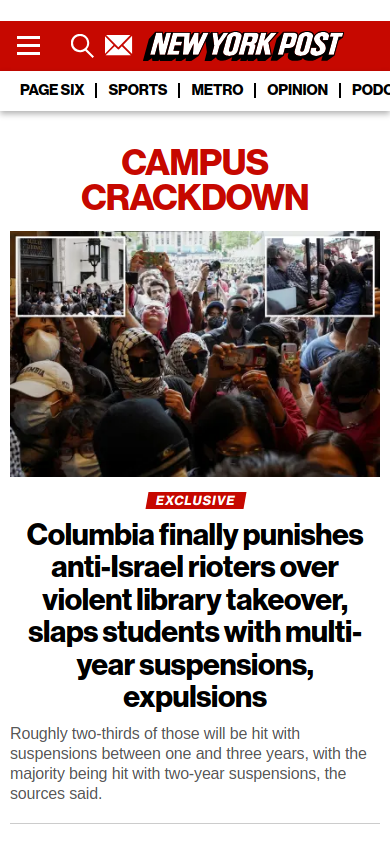 NEW YORK POST
PAGE SIX | SPORTS | METRO | OPINION | PODC
CAMPUS
CRACKDOWN
EXCLUSIVE
Columbia finally punishes
anti-Israel rioters over
violent library takeover,
slaps students with multi-
year suspensions,
expulsions
Roughly two-thirds of those will be hit with
suspensions between one and three years, with the
majority being hit with two-year suspensions, the
sources said.